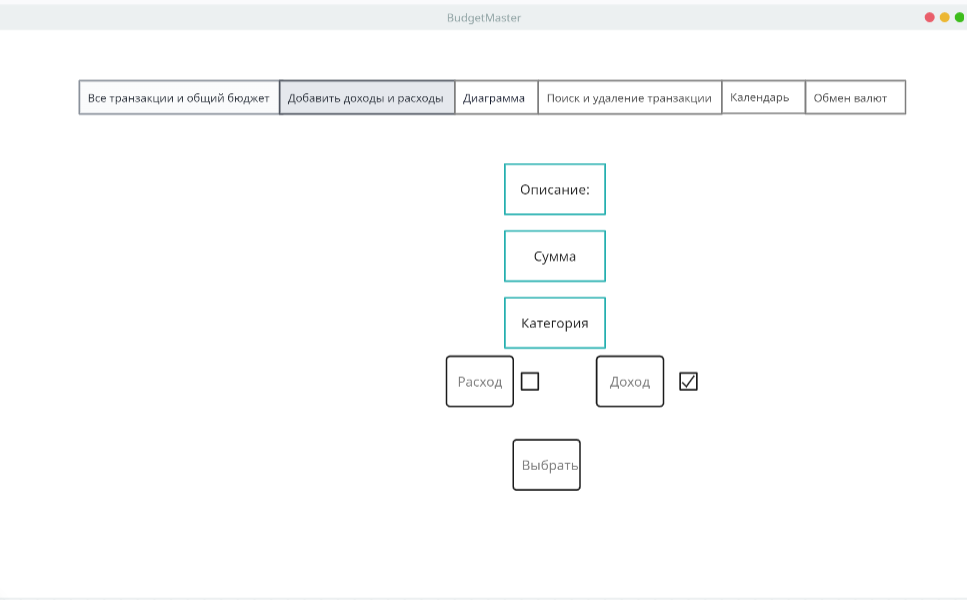 BudgetMaster
Все транзакции и общий бюджет
Добавить доходы и расходы
Диаграмма
Поиск и удаление транзакции
Календарь
Обмен валют
Описание:
Сумма
Категория
Расход
Доход
Выбрать